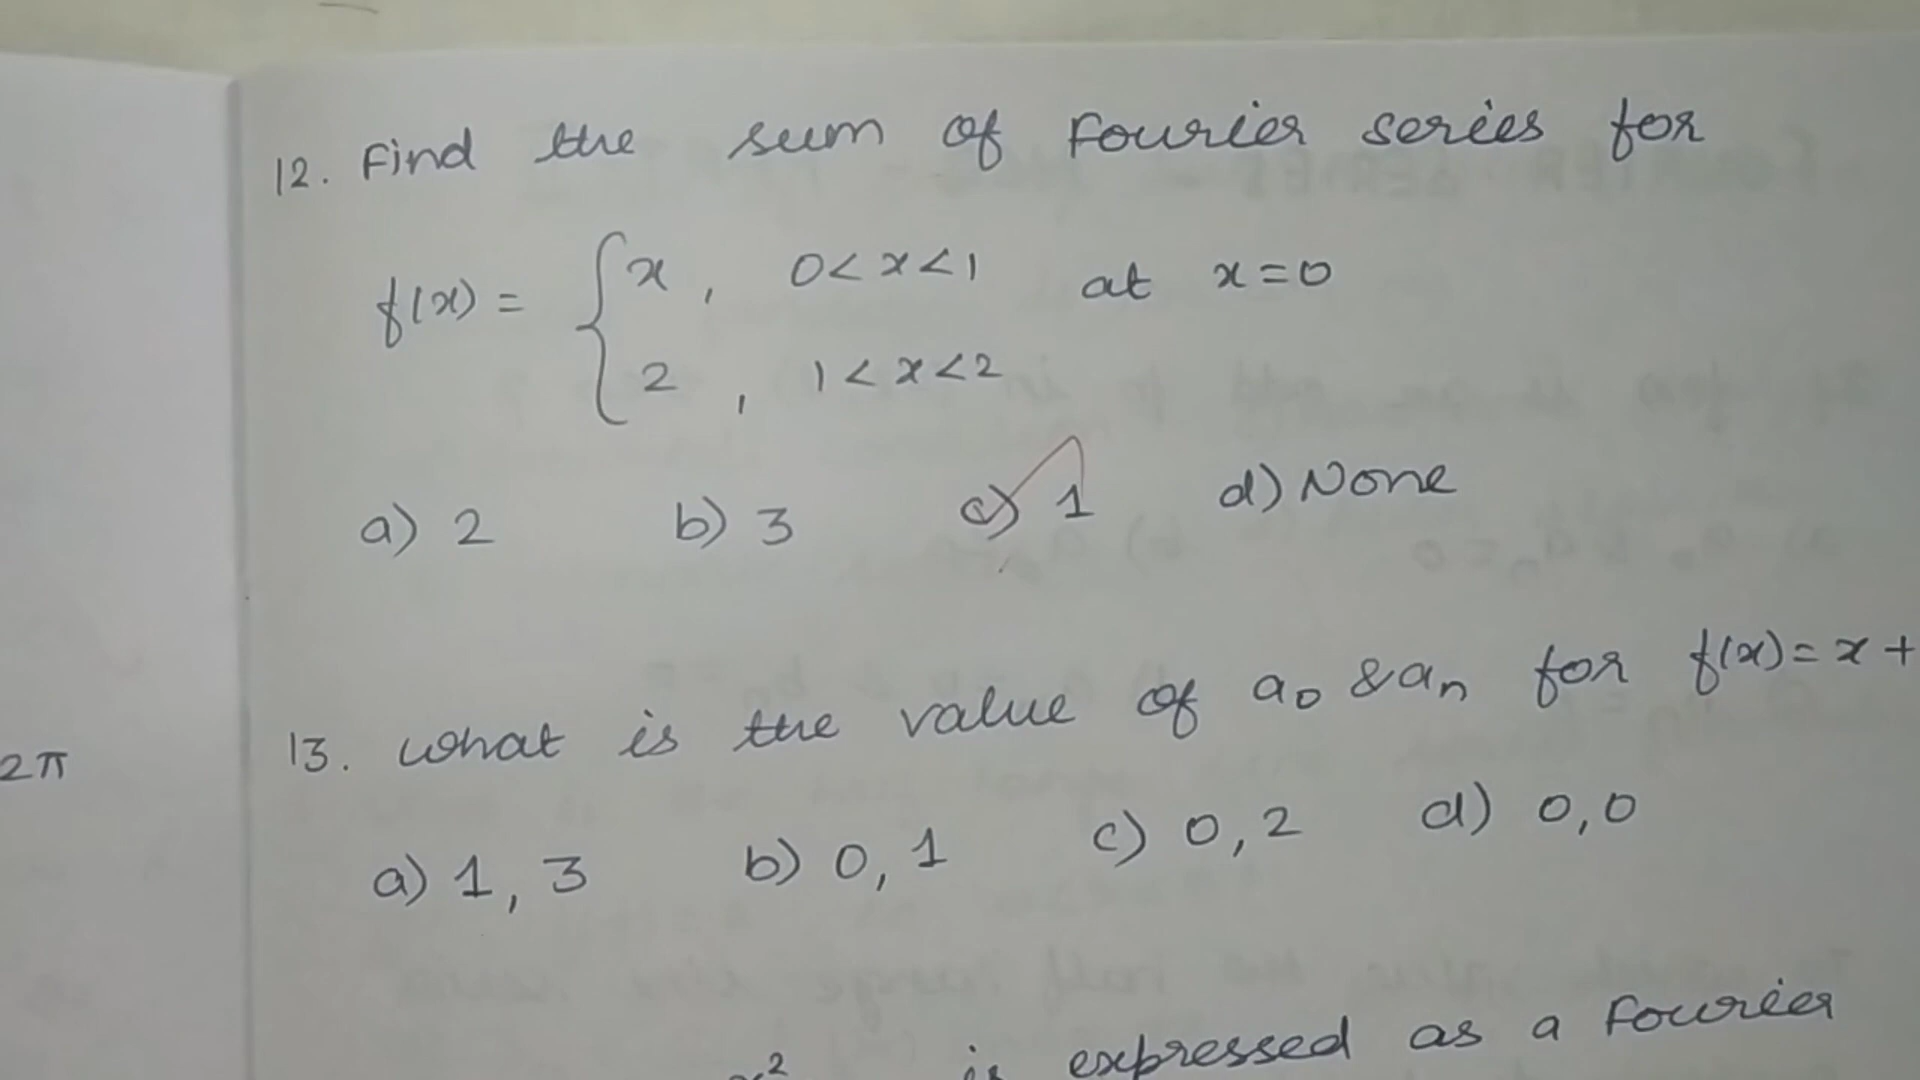 12. Find the sum of Fourier series for
f(x) = { x, 0<x<1 at x=0
2, 1<x<2
a) 2 b) 3 c) 1 d) None
2π
13. What is the value of a₀ & aₙ for f(x)= x +
a) 1, 3 b) 0, 1 c) 0, 2 d) 0,0
x² is expressed as a Fourier